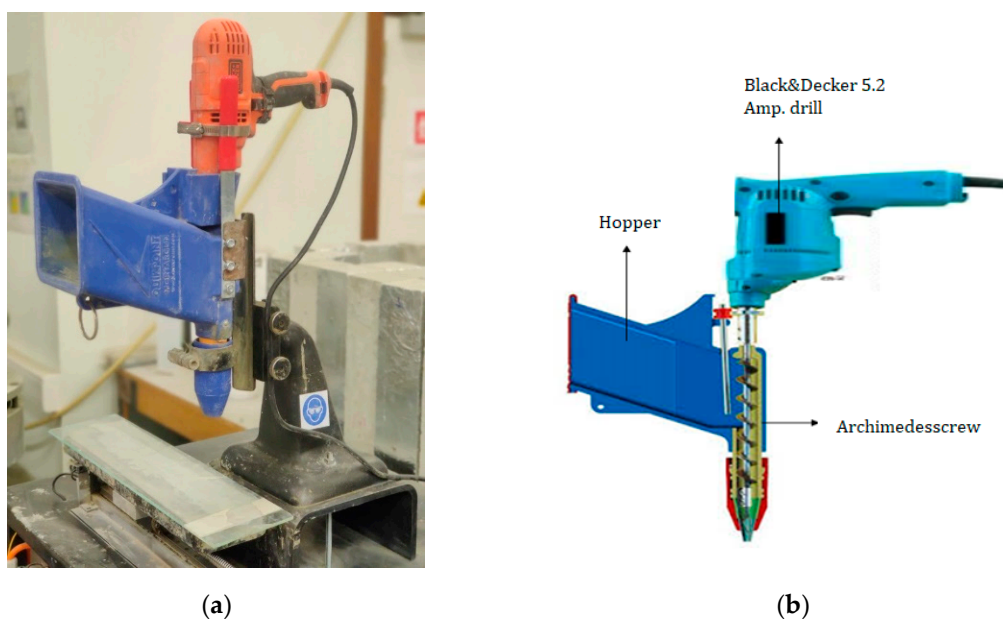 Black&Decker 5.2
Amp. drill
Hopper
Archimedesscrew
(a)
(b)